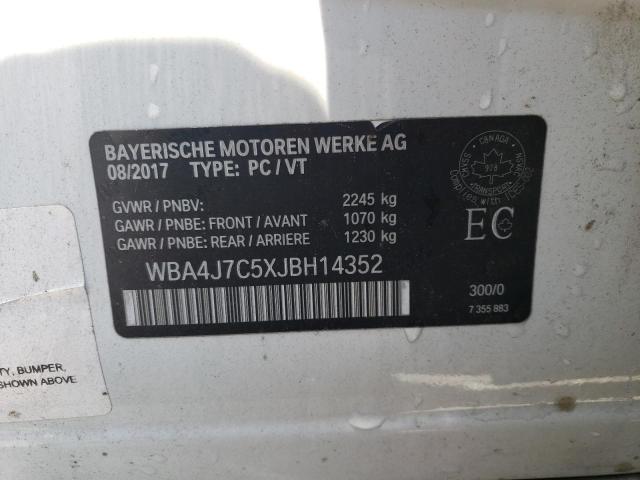 BAYERISCHE MOTOREN WERKE AG
08/2017 TYPE: PC / VT
GVWR / PNBV: 2245 kg
GAWR / PNBE: FRONT / AVANT 1070 kg
GAWR / PNBE: REAR / ARRIERE 1230 kg
WBA4J7C5XJBH14352
CANADA
TRANSPORT
EC
300/0
7 355 883
TY, BUMPER,
SHOWN ABOVE